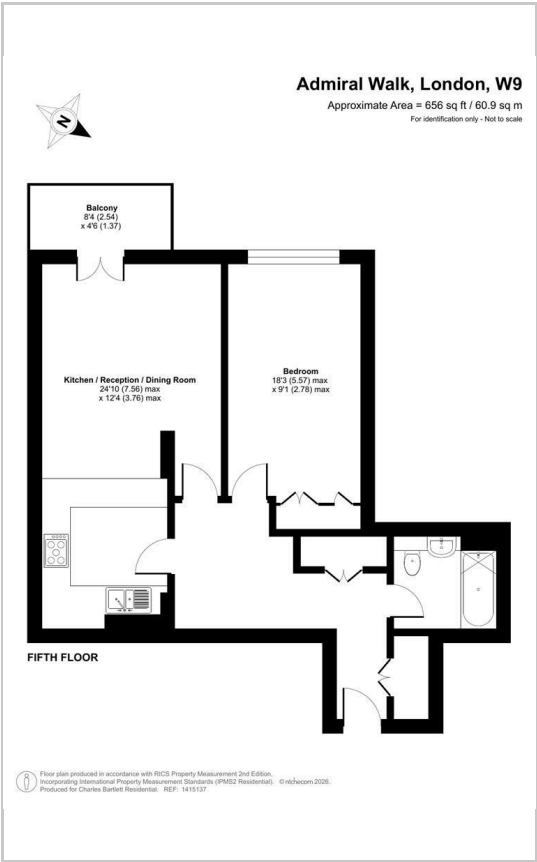 Admiral Walk, London, W9
Approximate Area = 656 sq ft / 60.9 sq m
For identification only - Not to scale
N
Balcony
8'4 (2.54)
x 4'6 (1.37)
Kitchen / Reception / Dining Room
24'10 (7.56) max
x 12'4 (3.76) max
Bedroom
18'3 (5.57) max
x 9'1 (2.78) max
FIFTH FLOOR
Floor plan produced in accordance with RICS Property Measurement 2nd Edition,
Incorporating International Property Measurement Standards (IPMS2 Residential). © nichecom 2026.
Produced for Charles Bartlett Residential. REF: 1415137